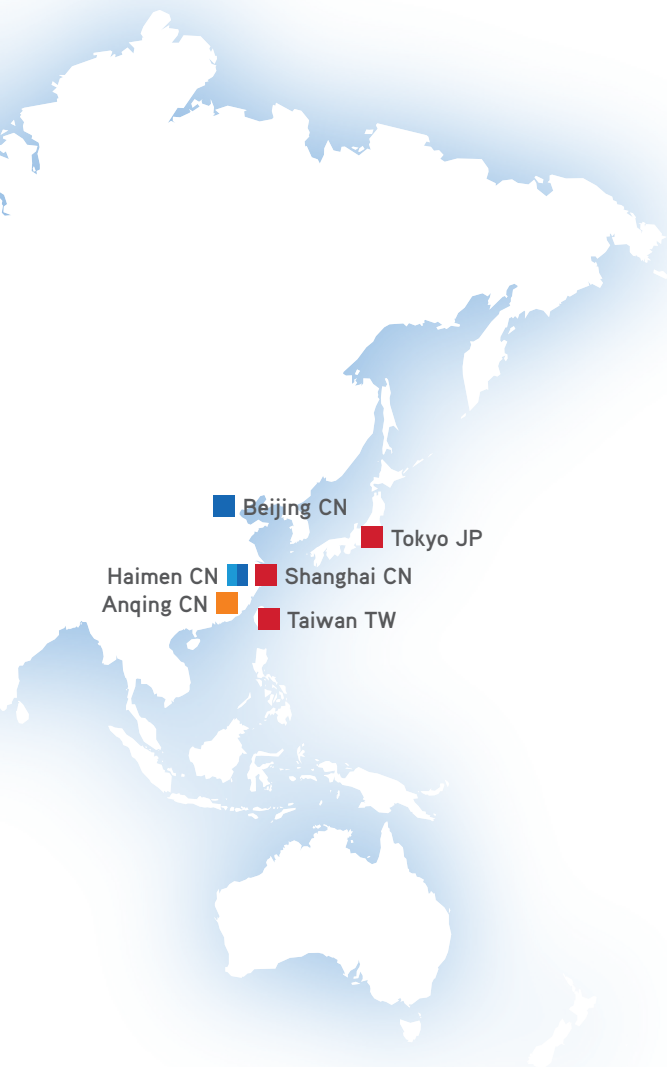 Beijing CN
Tokyo JP
Haimen CN
Shanghai CN
Anqing CN
Taiwan TW